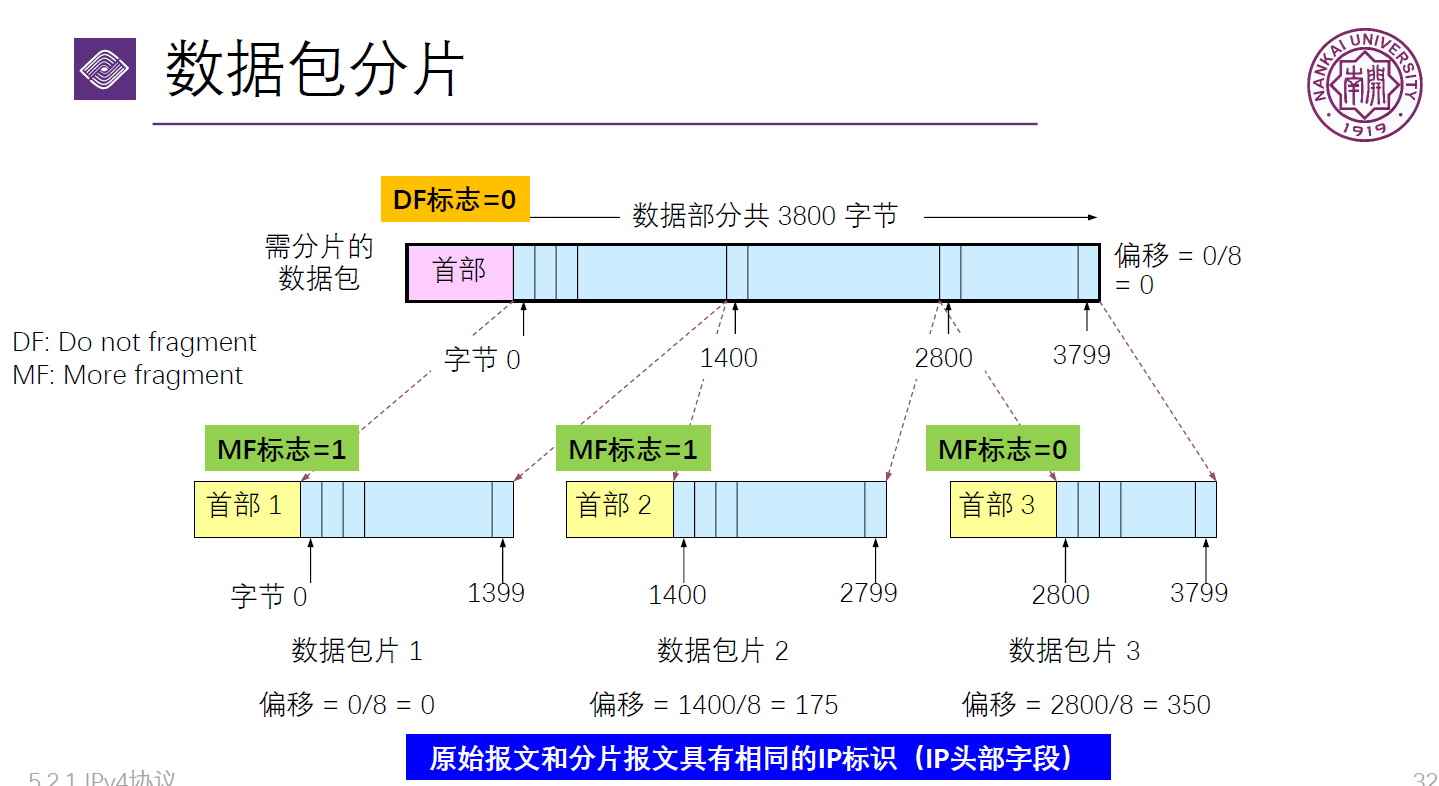 数据包分片
NANKAI UNIVERSITY
南開
1919
DF标志=0
数据部分共 3800 字节
需分片的
数据包
首部
偏移 = 0/8
= 0
DF: Do not fragment
MF: More fragment
字节 0
1400
2800
3799
MF标志=1
MF标志=1
MF标志=0
首部 1
首部 2
首部 3
字节 0
1399
1400
2799
2800
3799
数据包片 1
数据包片 2
数据包片 3
偏移 = 0/8 = 0
偏移 = 1400/8 = 175
偏移 = 2800/8 = 350
原始报文和分片报文具有相同的IP标识（IP头部字段）
5.2.1 IPv4协议
32